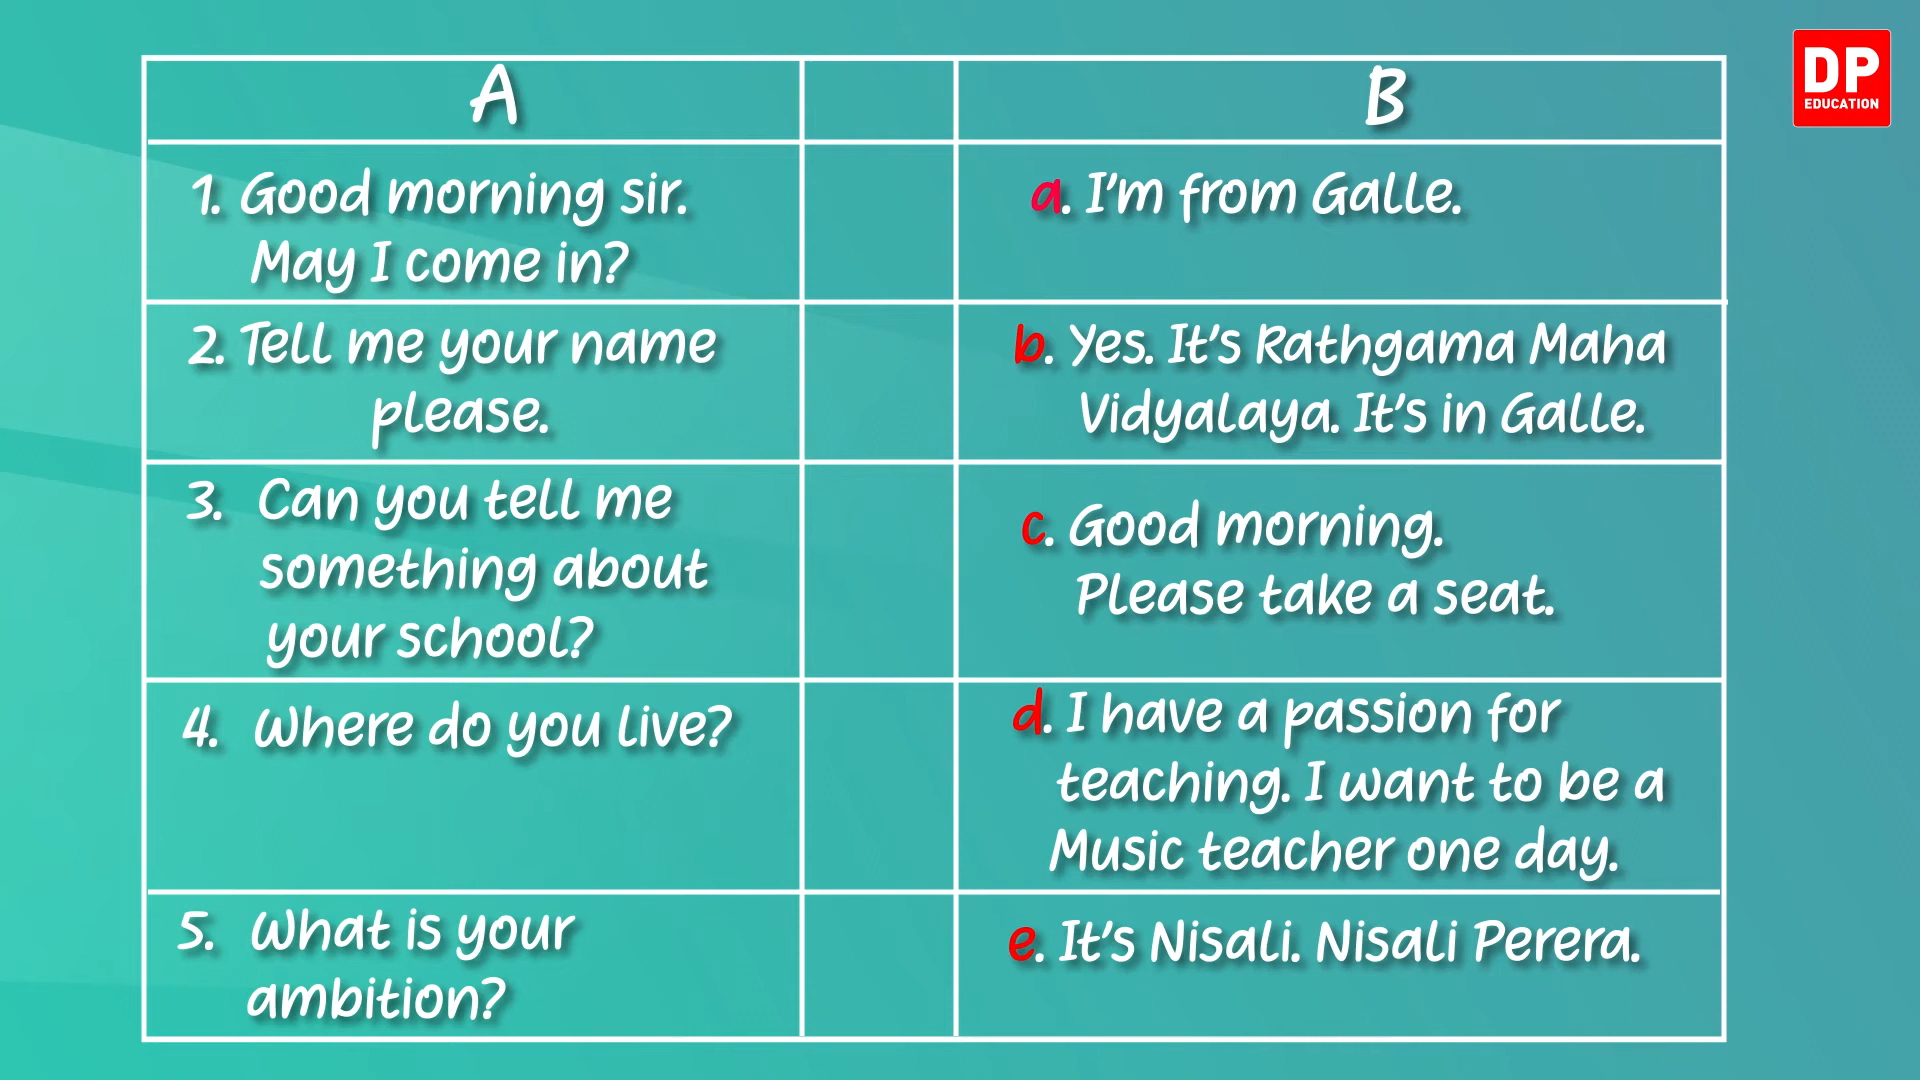 DP
EDUCATION
A
B
1. Good morning sir.
May I come in?
a. I'm from Galle.
2. Tell me your name
please.
b. Yes. It's Rathgama Maha
Vidyalaya. It's in Galle.
3. Can you tell me
something about
your school?
c. Good morning.
Please take a seat.
4. Where do you live?
d. I have a passion for
teaching. I want to be a
Music teacher one day.
5. What is your
ambition?
e. It's Nisali. Nisali Perera.